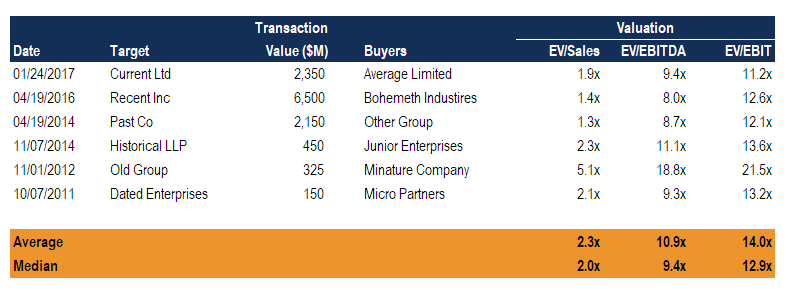 Transaction Valuation
Date Target Value ($M) Buyers EV/Sales EV/EBITDA EV/EBIT
01/24/2017 Current Ltd 2,350 Average Limited 1.9x 9.4x 11.2x
04/19/2016 Recent Inc 6,500 Bohemeth Industires 1.4x 8.0x 12.6x
04/19/2014 Past Co 2,150 Other Group 1.3x 8.7x 12.1x
11/07/2014 Historical LLP 450 Junior Enterprises 2.3x 11.1x 13.6x
11/01/2012 Old Group 325 Minature Company 5.1x 18.8x 21.5x
10/07/2011 Dated Enterprises 150 Micro Partners 2.1x 9.3x 13.2x
Average 2.3x 10.9x 14.0x
Median 2.0x 9.4x 12.9x